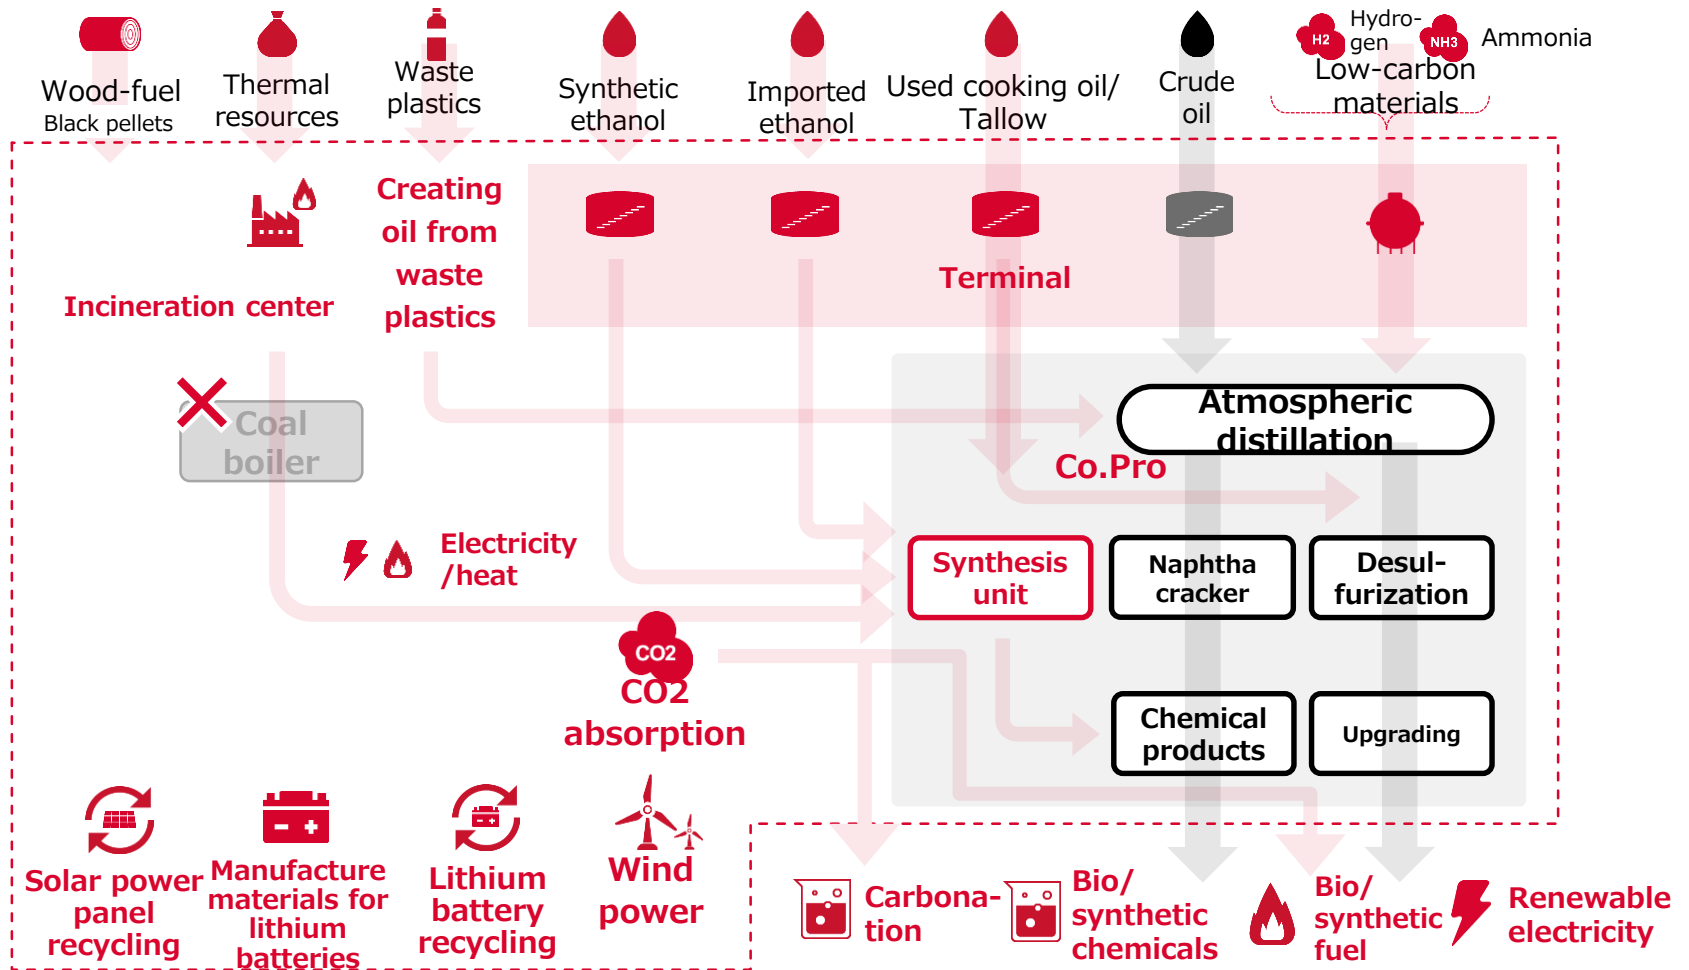 Wood-fuel
Black pellets
Thermal
resources
Waste
plastics
Synthetic
ethanol
Imported
ethanol
Used cooking oil/
Tallow
Crude
oil
H2
Hydro-
gen
NH3
Ammonia
Low-carbon
materials
Incineration center
Creating
oil from
waste
plastics
Terminal
Coal
boiler
Atmospheric
distillation
Co.Pro
Electricity
/heat
Synthesis
unit
Naphtha
cracker
Desul-
furization
CO2
CO2
absorption
Chemical
products
Upgrading
Solar power
panel
recycling
Manufacture
materials for
lithium
batteries
Lithium
battery
recycling
Wind
power
Carbona-
tion
Bio/
synthetic
chemicals
Bio/
synthetic
fuel
Renewable
electricity